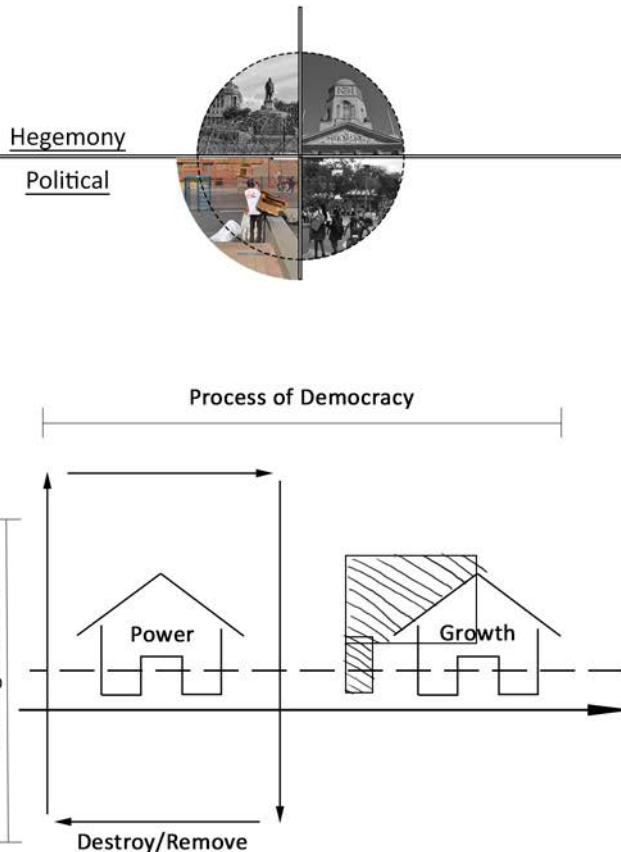 Hegemony
Political
Process of Democracy
Power
Growth
Destroy/Remove